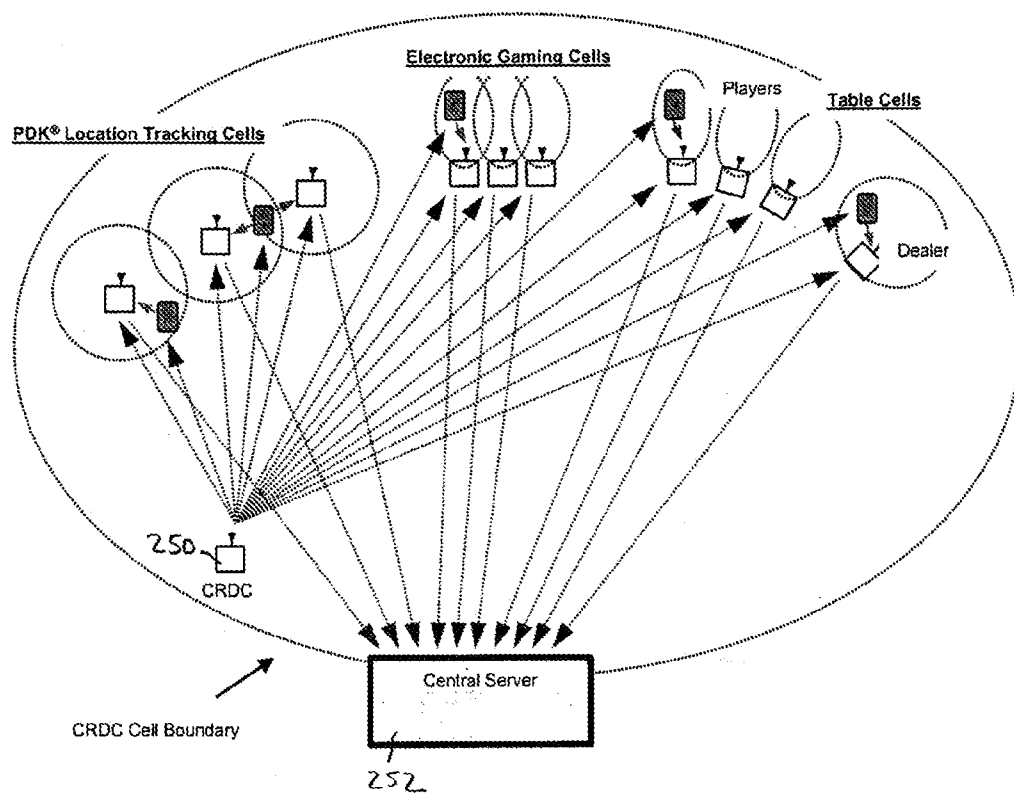 Electronic Gaming Cells
Players
Table Cells
PDK® Location Tracking Cells
Dealer
250
CRDC
Central Server
CRDC Cell Boundary
252